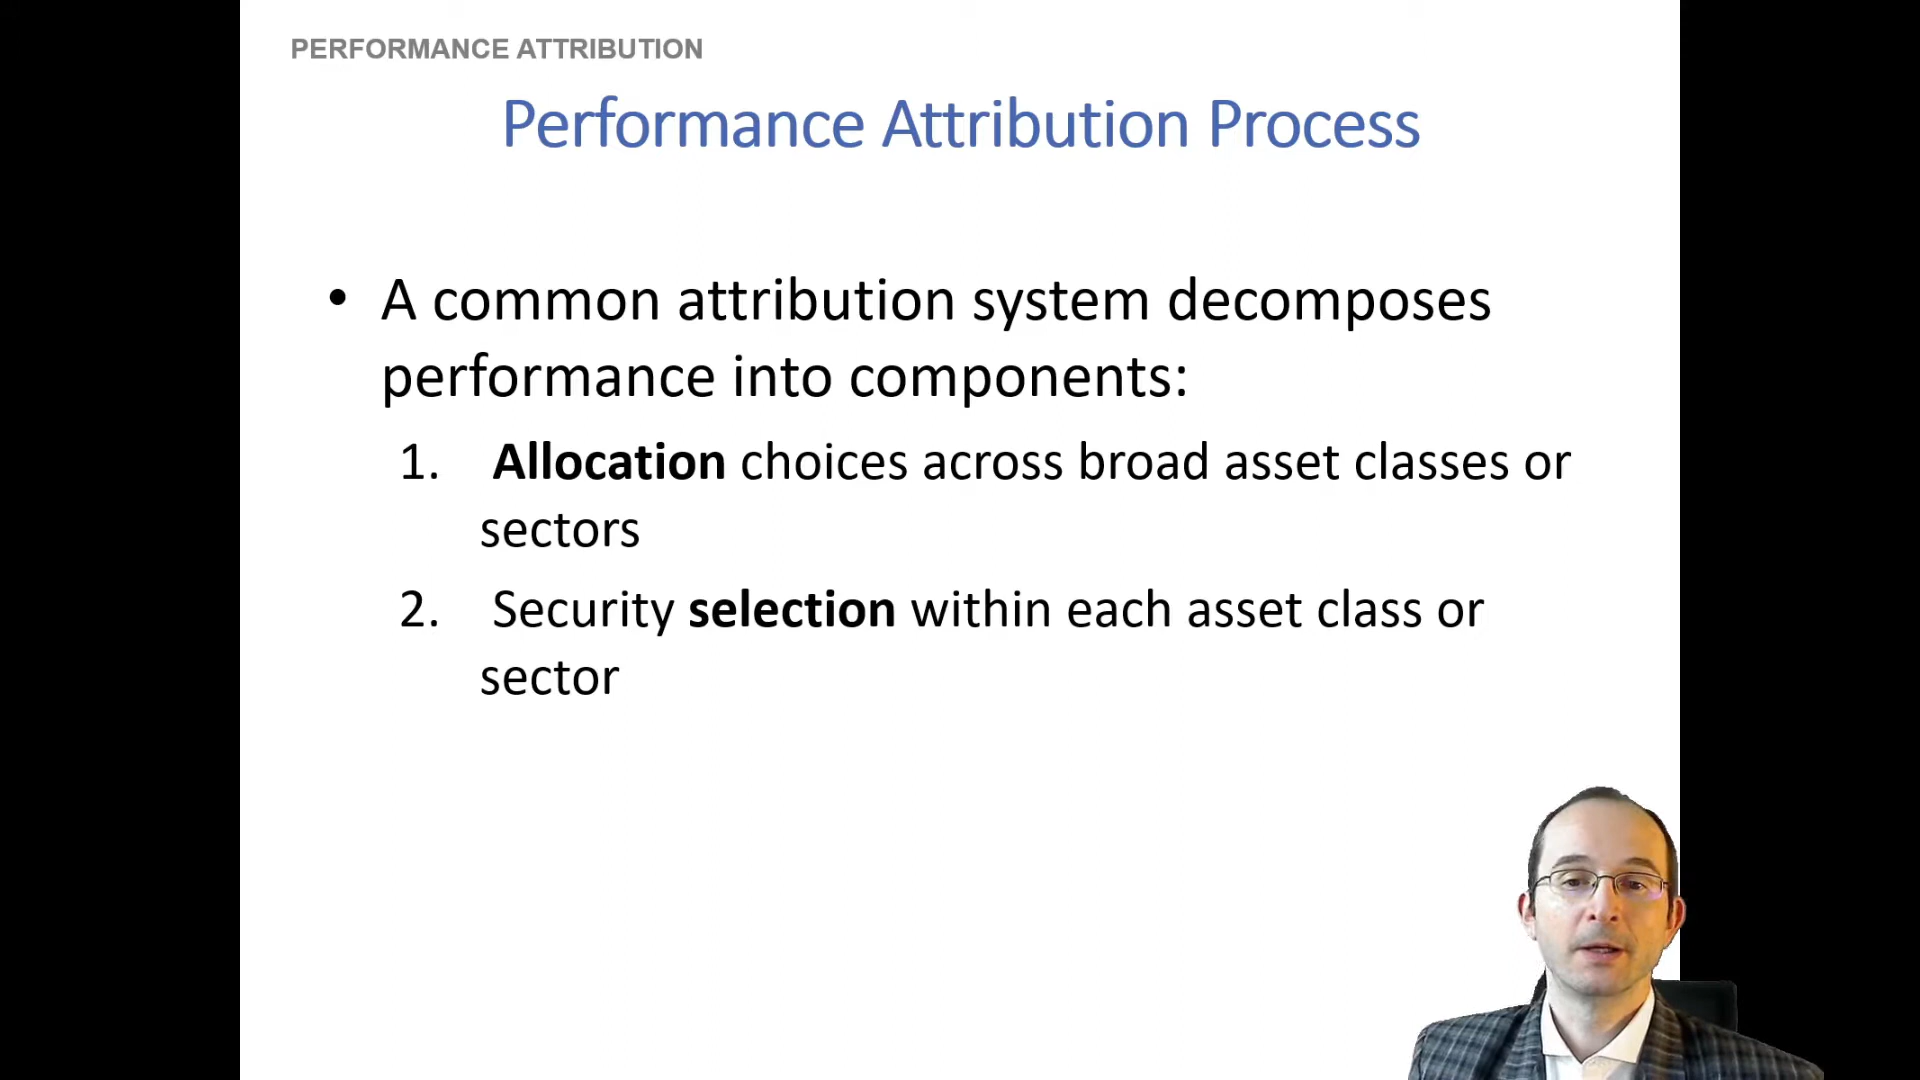 PERFORMANCE ATTRIBUTION
Performance Attribution Process
• A common attribution system decomposes
performance into components:
1. Allocation choices across broad asset classes or
sectors
2. Security selection within each asset class or
sector